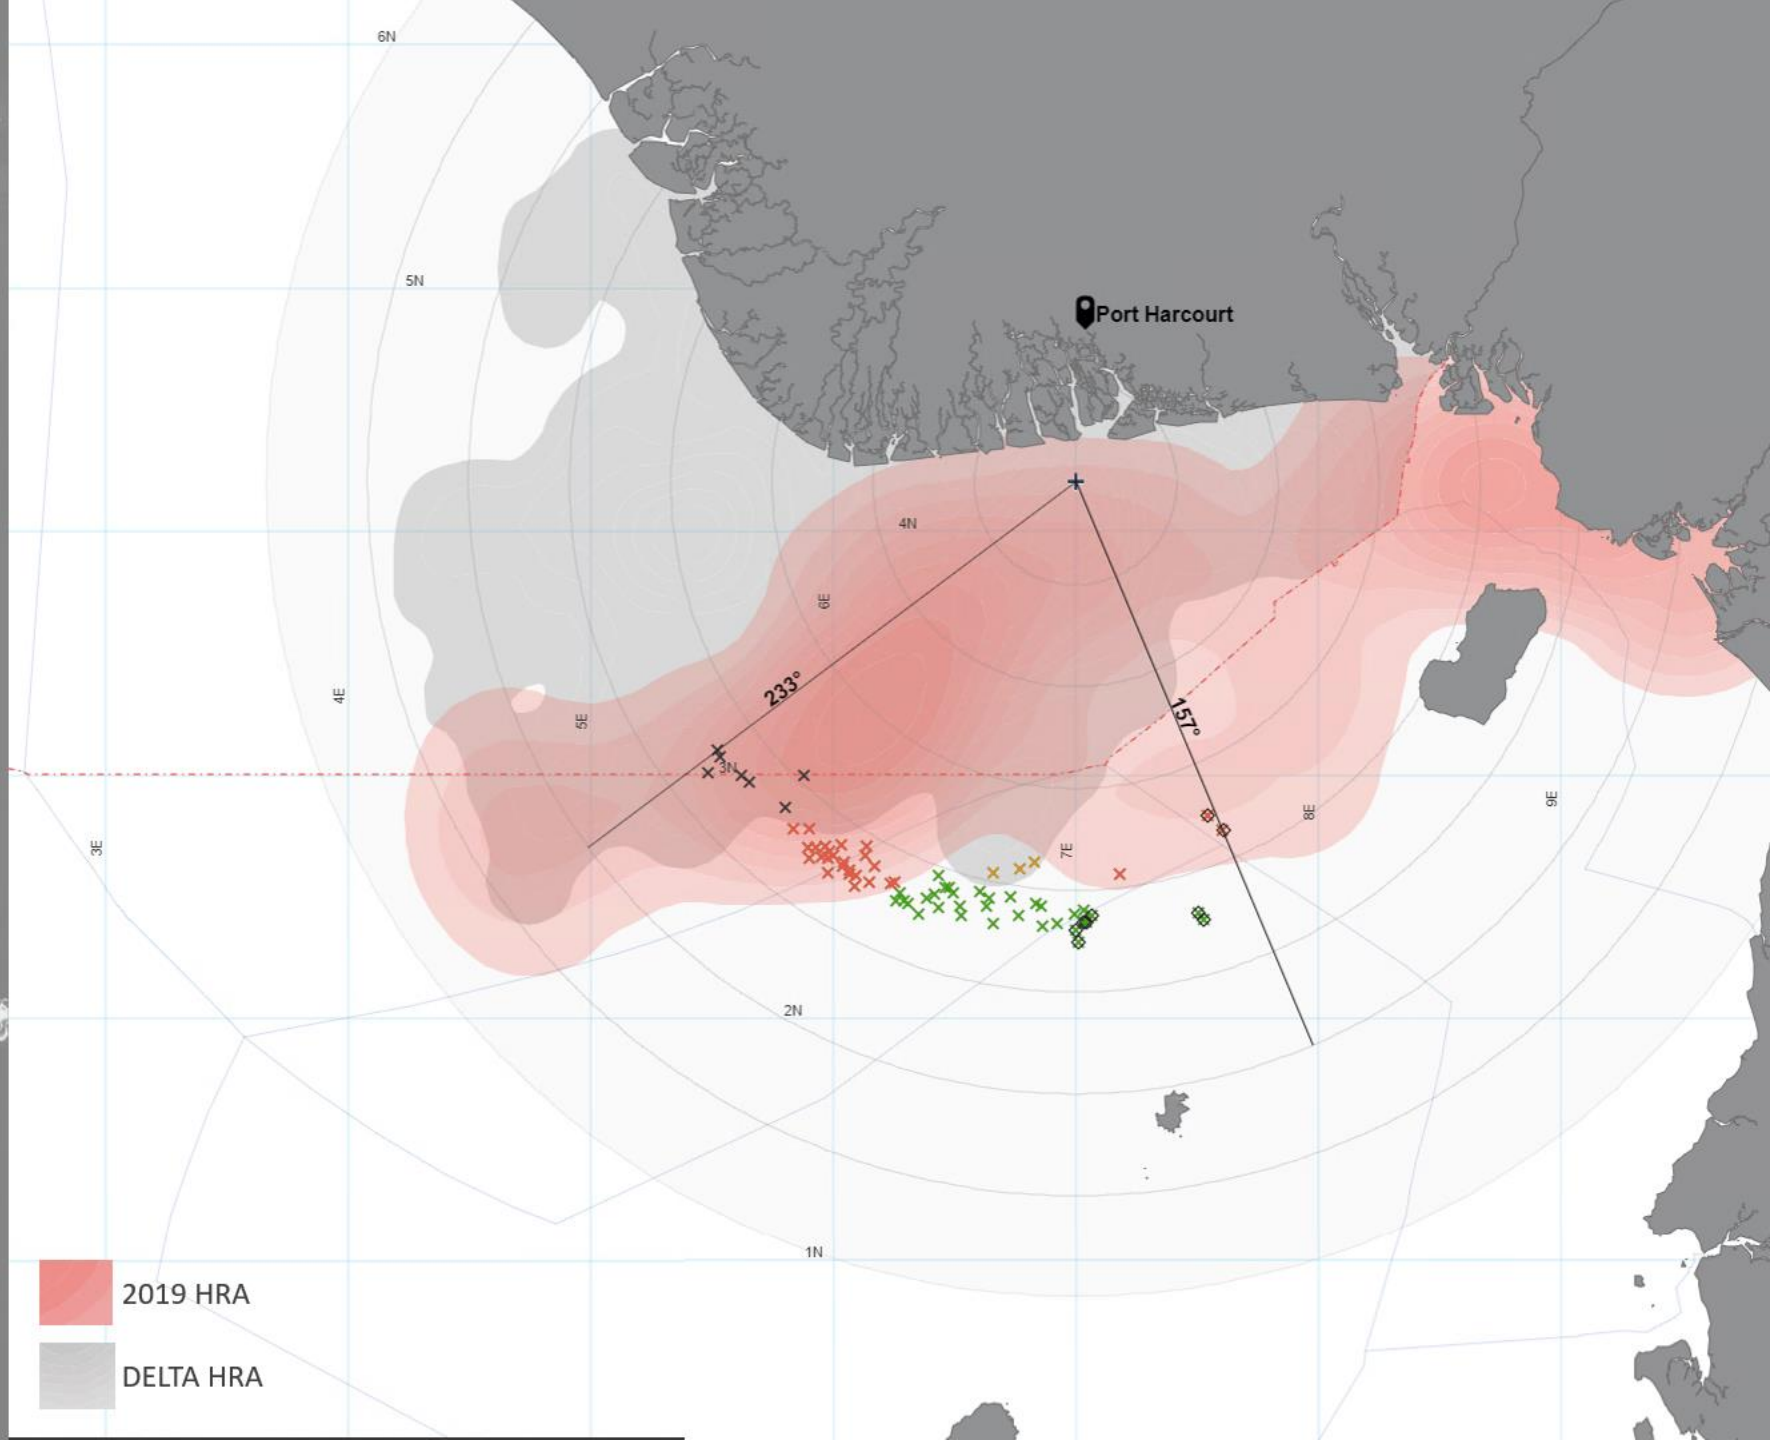 6N
5N
Port Harcourt
4N
6E
233°
4E
5E
157°
3N
3E
7E
8E
9E
2N
1N
2019 HRA
DELTA HRA